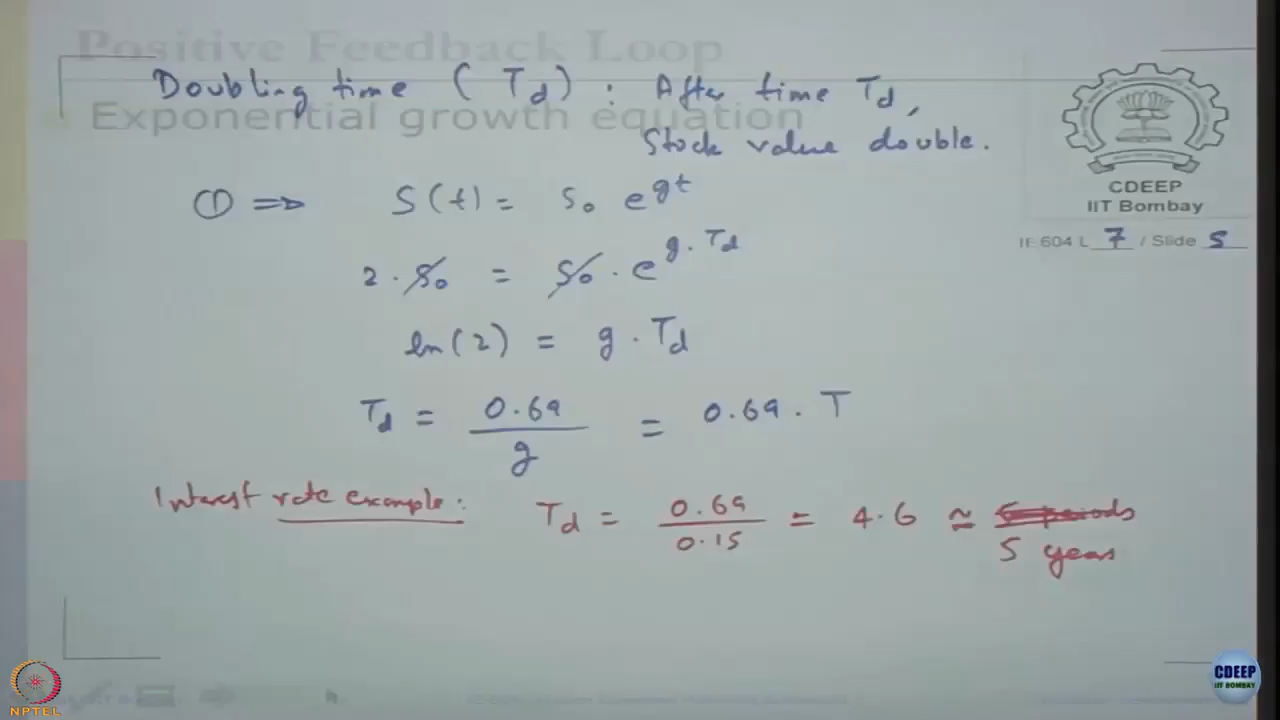 Positive Feedback Loop
Doubling time ( Td ) : After time Td,
Exponential growth equation
Stock value double.
① ⇒ S(t) = S0 e^gt
2 · S0 = S0 · e^g·Td
ln(2) = g · Td
Td = 0.69 / g = 0.69 · T
Interest rate example: Td = 0.69 / 0.15 = 4.6 ≈ 6 periods
5 years
CDEEP
IIT Bombay
IE 604 L 7 / Slide 5
NPTEL
CDEEP
IIT BOMBAY